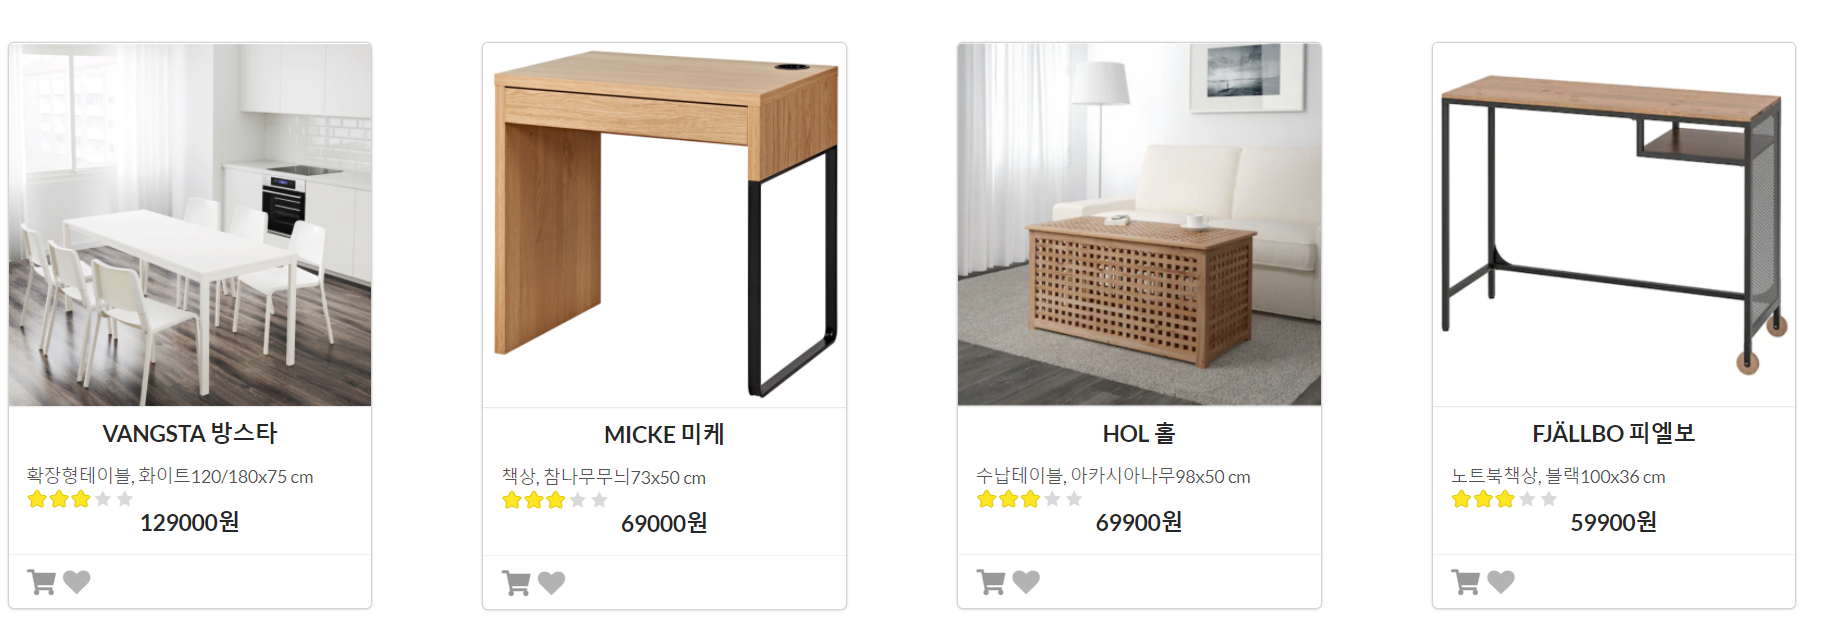 VANGSTA 방스타
확장형테이블, 화이트120/180x75 cm
129000원
MICKE 미케
책상, 참나무무늬73x50 cm
69000원
HOL 홀
수납테이블, 아카시아나무98x50 cm
69900원
FJÄLLBO 피엘보
노트북책상, 블랙100x36 cm
59900원